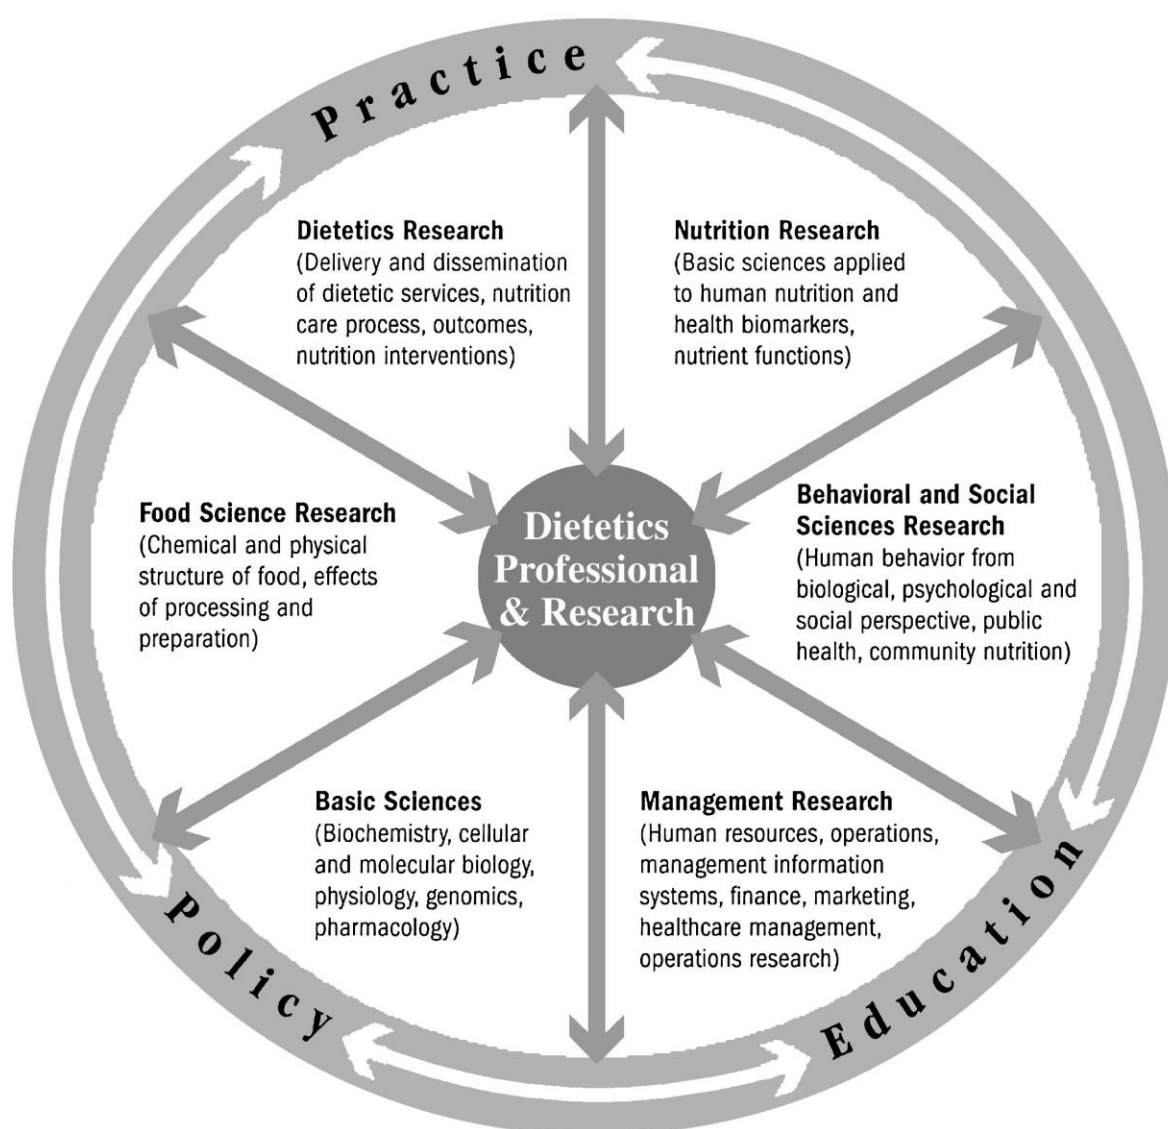 Practice
Dietetics Research
(Delivery and dissemination
of dietetic services, nutrition
care process, outcomes,
nutrition interventions)
Nutrition Research
(Basic sciences applied
to human nutrition and
health biomarkers,
nutrient functions)
Food Science Research
(Chemical and physical
structure of food, effects
of processing and
preparation)
Dietetics
Professional
& Research
Behavioral and Social
Sciences Research
(Human behavior from
biological, psychological and
social perspective, public
health, community nutrition)
Basic Sciences
(Biochemistry, cellular
and molecular biology,
physiology, genomics,
pharmacology)
Management Research
(Human resources, operations,
management information
systems, finance, marketing,
healthcare management,
operations research)
Policy
Education